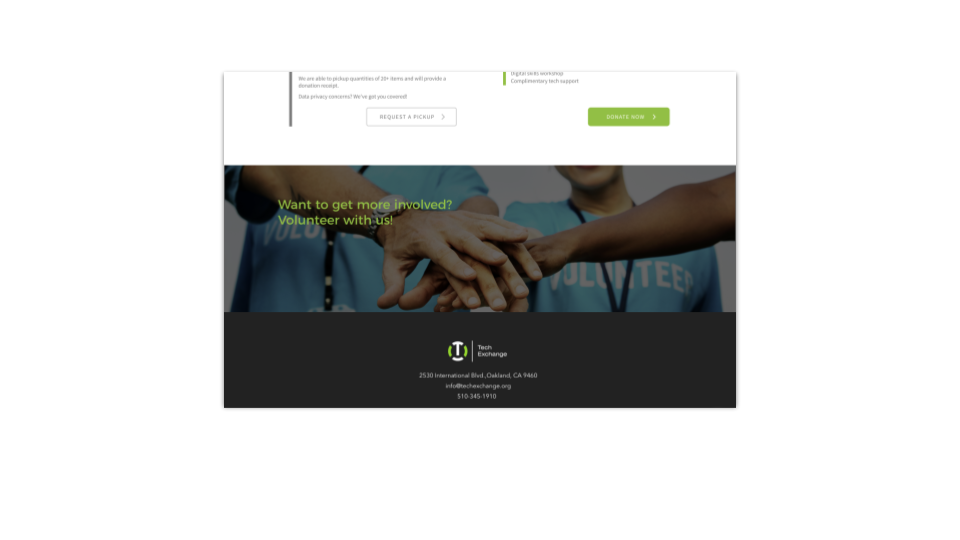 We are able to pickup quantities of 20+ items and will provide a
donation receipt.
Data privacy concerns? We've got you covered!
REQUEST A PICKUP
Digital skills workshop
Complimentary tech support
DONATE NOW
Want to get more involved?
Volunteer with us!
VOLUNT
VOLUNTEER
Tech
Exchange
2530 International Blvd.,Oakland, CA 9460
info@techexchange.org
510-345-1910